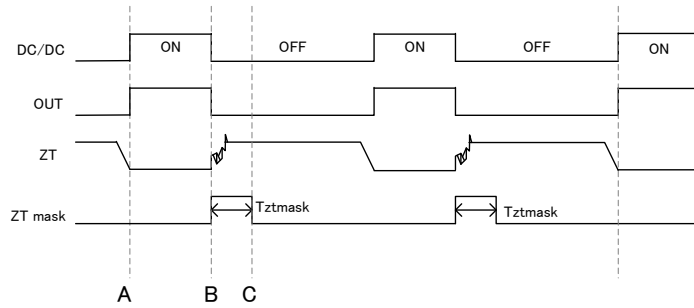 DC/DC ON OFF ON OFF ON
OUT
ZT
ZT mask Tztmask Tztmask
A B C